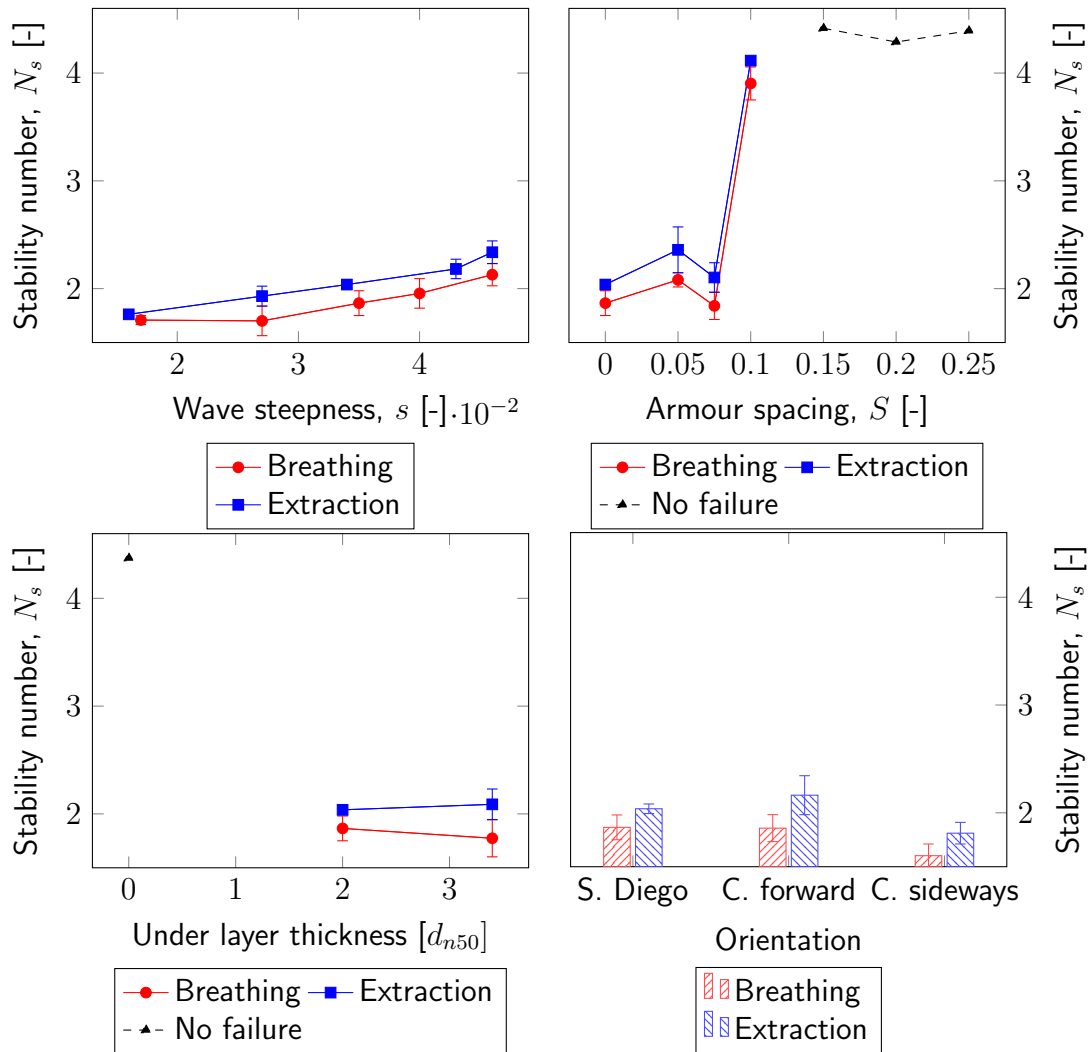 Stability number, N_s [-]
4
3
2
2 3 4
Wave steepness, s [-]·10⁻²
Breathing
Extraction
Stability number, N_s [-]
4
3
2
0 0.05 0.1 0.15 0.2 0.25
Armour spacing, S [-]
Breathing Extraction
No failure
Stability number, N_s [-]
4
3
2
0 1 2 3
Under layer thickness [d_{n50}]
Breathing Extraction
No failure
Stability number, N_s [-]
4
3
2
S. Diego C. forward C. sideways
Orientation
Breathing
Extraction